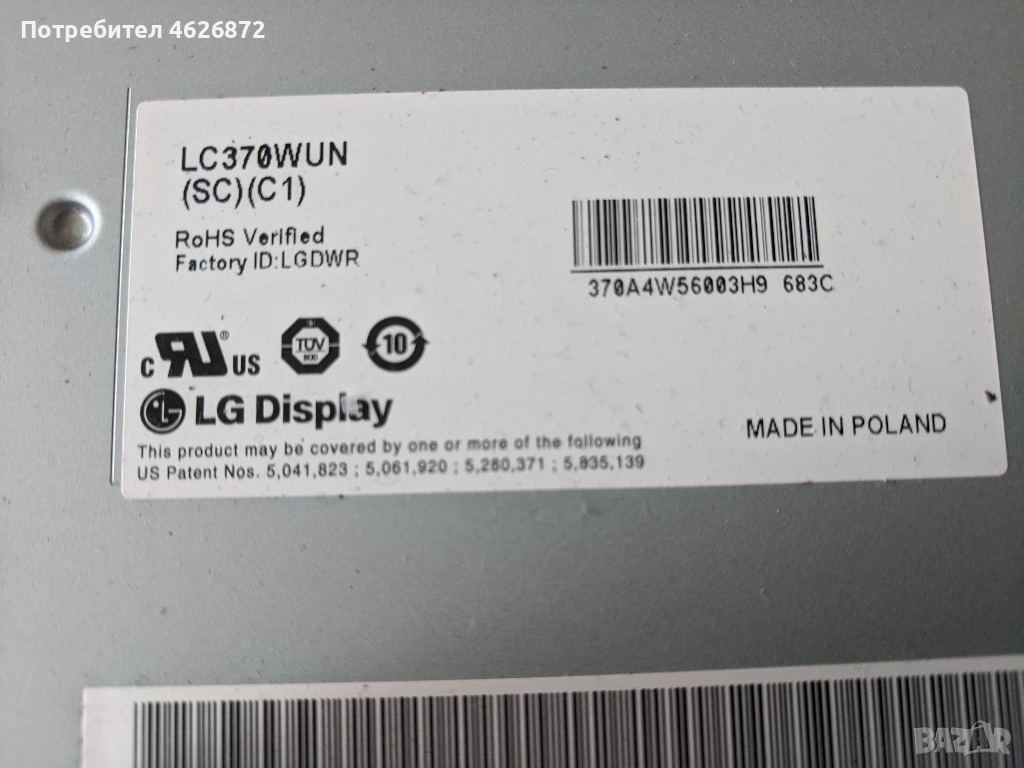 Потребител 4626872
LC370WUN
(SC)(C1)
RoHS Verified
Factory ID:LGDWR
370A4W56003H9 683C
c RU ® US
TÜV
10
LG Display
MADE IN POLAND
This product may be covered by one or more of the following
US Patent Nos. 5,041,823 ; 5,061,920 ; 5,280,371 ; 5,835,139
BAZAR